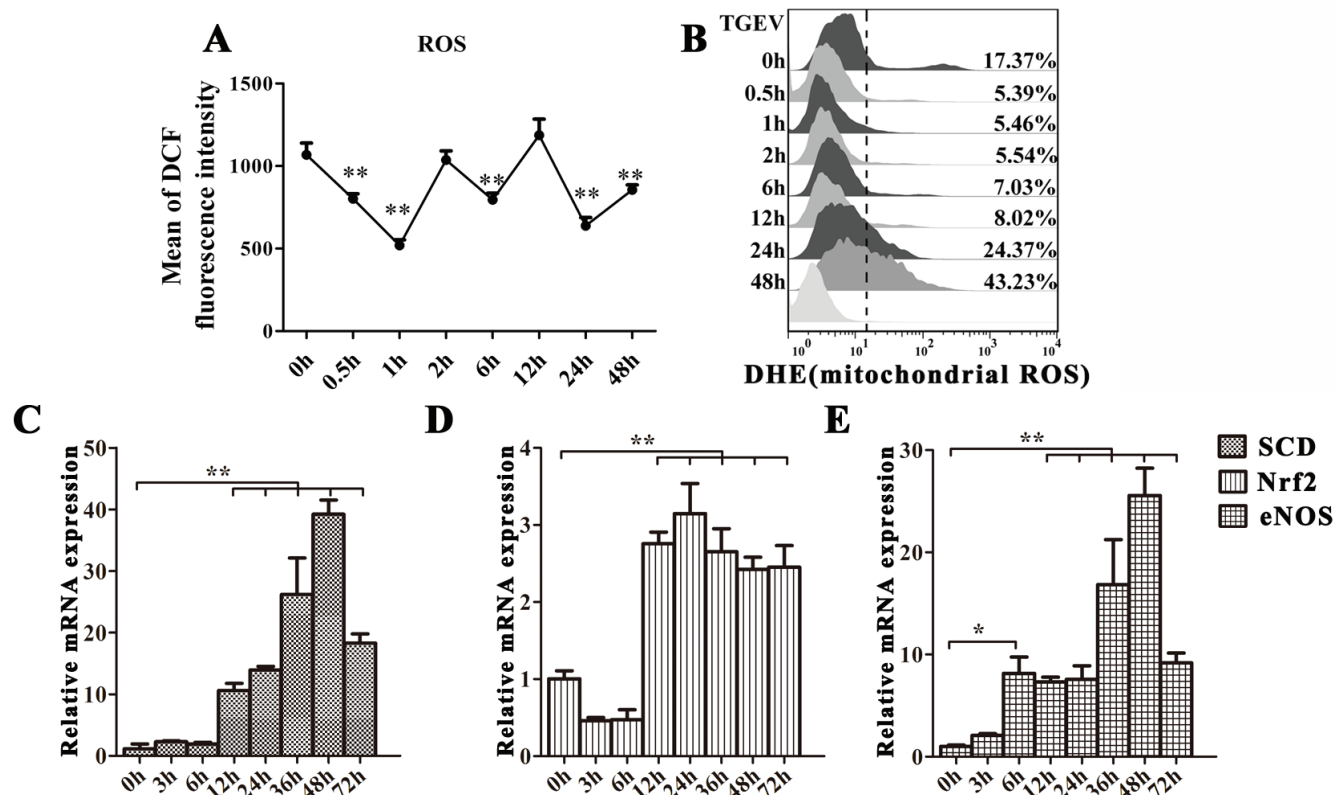 A
ROS
Mean of DCF
fluorescence intensity
1500
1000
500
0
**
**
**
**
**
0h
0.5h
1h
2h
6h
12h
24h
48h
B
TGEV
0h 17.37%
0.5h 5.39%
1h 5.46%
2h 5.54%
6h 7.03%
12h 8.02%
24h 24.37%
48h 43.23%
10^0 10^1 10^2 10^3 10^4
DHE(mitochondrial ROS)
C
Relative mRNA expression
50
40
30
20
10
0
**
0h
3h
6h
12h
24h
36h
48h
72h
D
Relative mRNA expression
4
3
2
1
0
**
0h
3h
6h
12h
24h
36h
48h
72h
E
Relative mRNA expression
30
20
10
0
*
**
0h
3h
6h
12h
24h
36h
48h
72h
SCD
Nrf2
eNOS